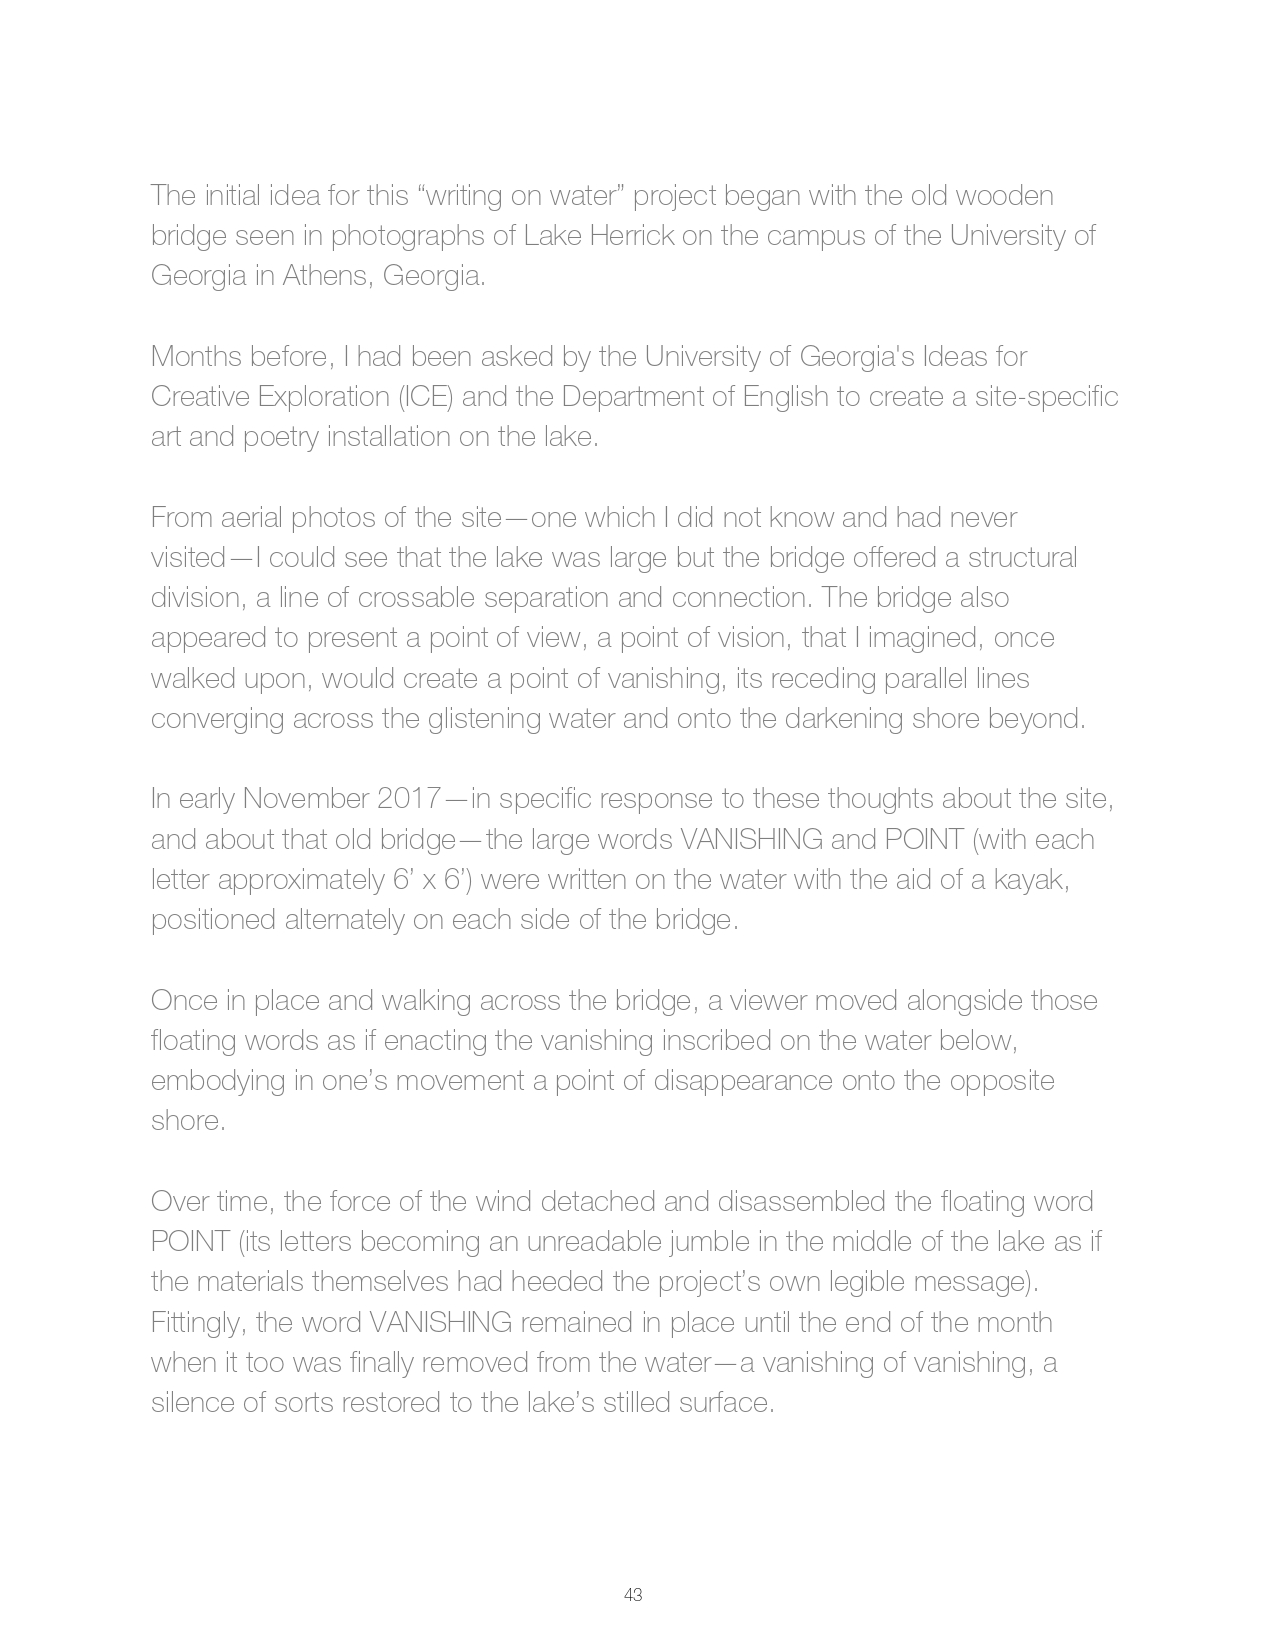 The initial idea for this “writing on water” project began with the old wooden
bridge seen in photographs of Lake Herrick on the campus of the University of
Georgia in Athens, Georgia.
Months before, I had been asked by the University of Georgia's Ideas for
Creative Exploration (ICE) and the Department of English to create a site-specific
art and poetry installation on the lake.
From aerial photos of the site—one which I did not know and had never
visited—I could see that the lake was large but the bridge offered a structural
division, a line of crossable separation and connection. The bridge also
appeared to present a point of view, a point of vision, that I imagined, once
walked upon, would create a point of vanishing, its receding parallel lines
converging across the glistening water and onto the darkening shore beyond.
In early November 2017—in specific response to these thoughts about the site,
and about that old bridge—the large words VANISHING and POINT (with each
letter approximately 6’ x 6’) were written on the water with the aid of a kayak,
positioned alternately on each side of the bridge.
Once in place and walking across the bridge, a viewer moved alongside those
floating words as if enacting the vanishing inscribed on the water below,
embodying in one’s movement a point of disappearance onto the opposite
shore.
Over time, the force of the wind detached and disassembled the floating word
POINT (its letters becoming an unreadable jumble in the middle of the lake as if
the materials themselves had heeded the project’s own legible message).
Fittingly, the word VANISHING remained in place until the end of the month
when it too was finally removed from the water—a vanishing of vanishing, a
silence of sorts restored to the lake’s stilled surface.
43